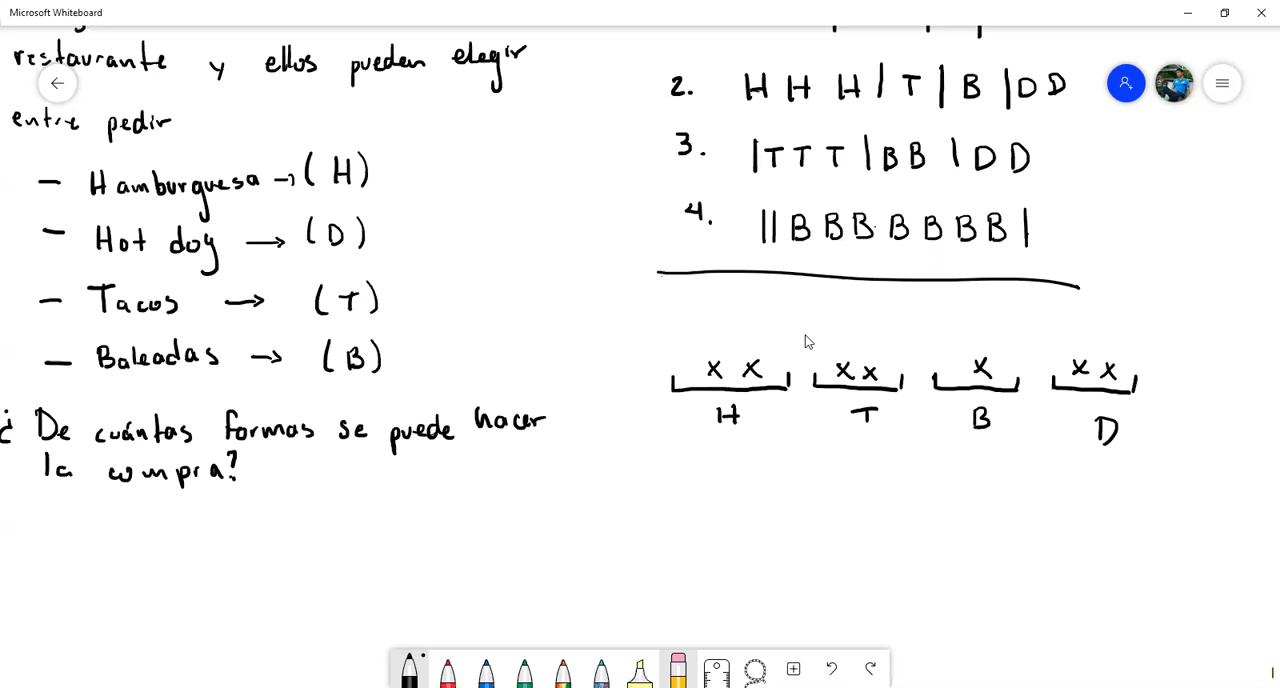 Microsoft Whiteboard
restaurante y ellos pueden elegir
entre pedir
- Hamburguesa → (H)
- Hot dog → (D)
- Tacos → (T)
- Baleadas → (B)
¿ De cuántas formas se puede hacer
la compra?
2. H H H | T | B | D D
3. | T T T | B B | D D
4. | | B B B B B B B |
x x x x x x x
H T B D